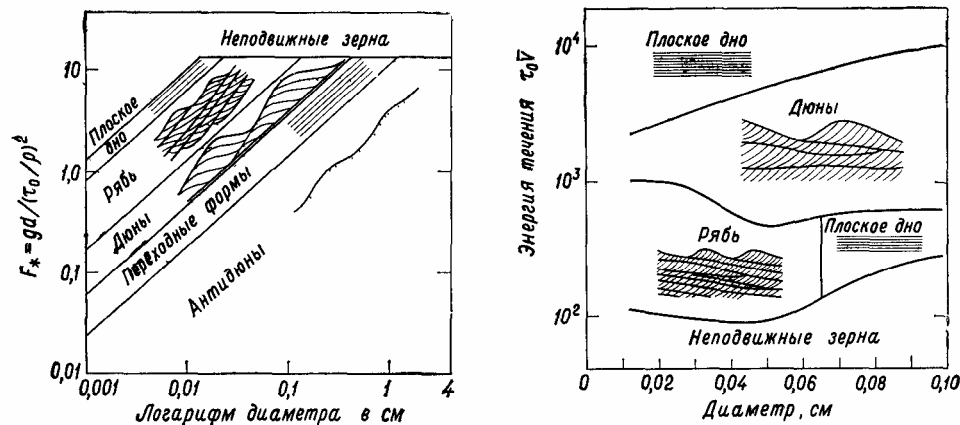 Неподвижные зерна
F* = gd/(τ₀/ρ)^½
10
1,0
0,1
0,01
Плоское
дно
Рябь
Дюны
Переходные формы
Антидюны
0,001
0,01
0,1
1
4
Логарифм диаметра в см
Энергия течения τ₀V̅
10⁴
10³
10²
Плоское дно
Дюны
Рябь
Плоское дно
Неподвижные зерна
0
0,02
0,04
0,06
0,08
0,10
Диаметр, см